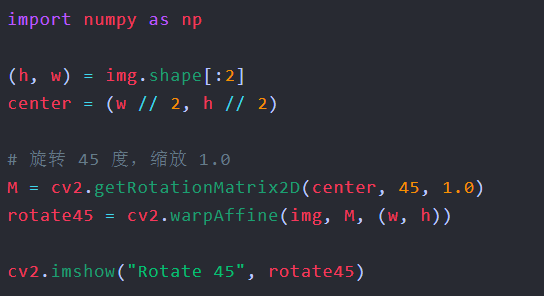 import numpy as np
(h, w) = img.shape[:2]
center = (w // 2, h // 2)
# 旋转 45 度，缩放 1.0
M = cv2.getRotationMatrix2D(center, 45, 1.0)
rotate45 = cv2.warpAffine(img, M, (w, h))
cv2.imshow("Rotate 45", rotate45)